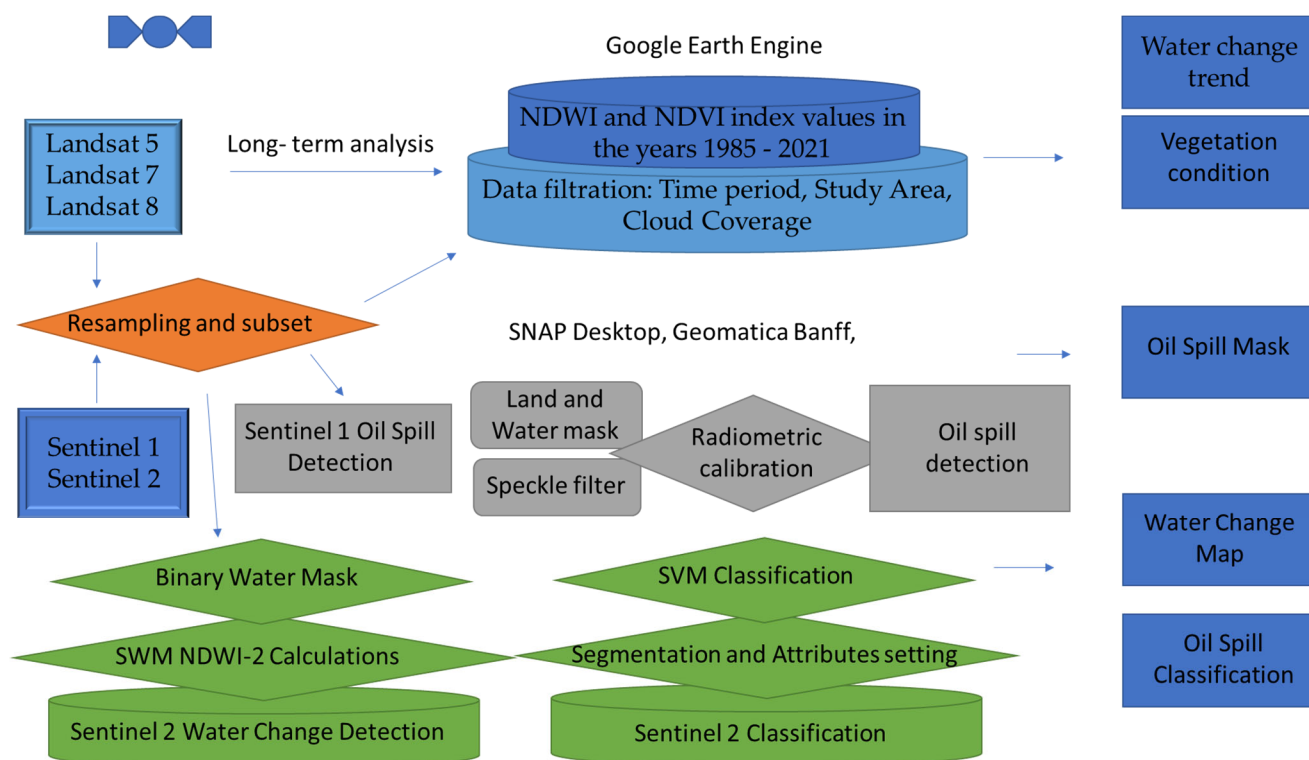 Google Earth Engine
Water change
trend
Landsat 5
Landsat 7
Landsat 8
Long- term analysis
NDWI and NDVI index values in
the years 1985 - 2021
Data filtration: Time period, Study Area,
Cloud Coverage
Vegetation
condition
Resampling and subset
SNAP Desktop, Geomatica Banff,
Oil Spill Mask
Sentinel 1
Sentinel 2
Sentinel 1 Oil Spill
Detection
Land and
Water mask
Speckle filter
Radiometric
calibration
Oil spill
detection
Water Change
Map
Binary Water Mask
SVM Classification
SWM NDWI-2 Calculations
Segmentation and Attributes setting
Oil Spill
Classification
Sentinel 2 Water Change Detection
Sentinel 2 Classification